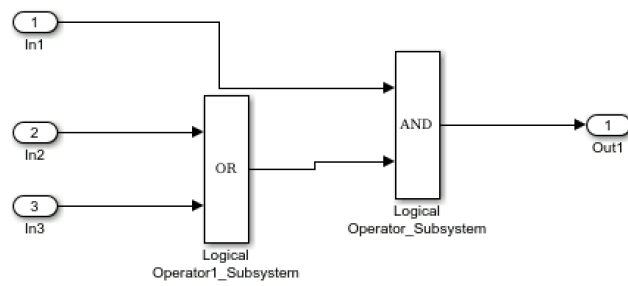 1
In1
2
In2
3
In3
OR
Logical
Operator1_Subsystem
AND
Logical
Operator_Subsystem
1
Out1